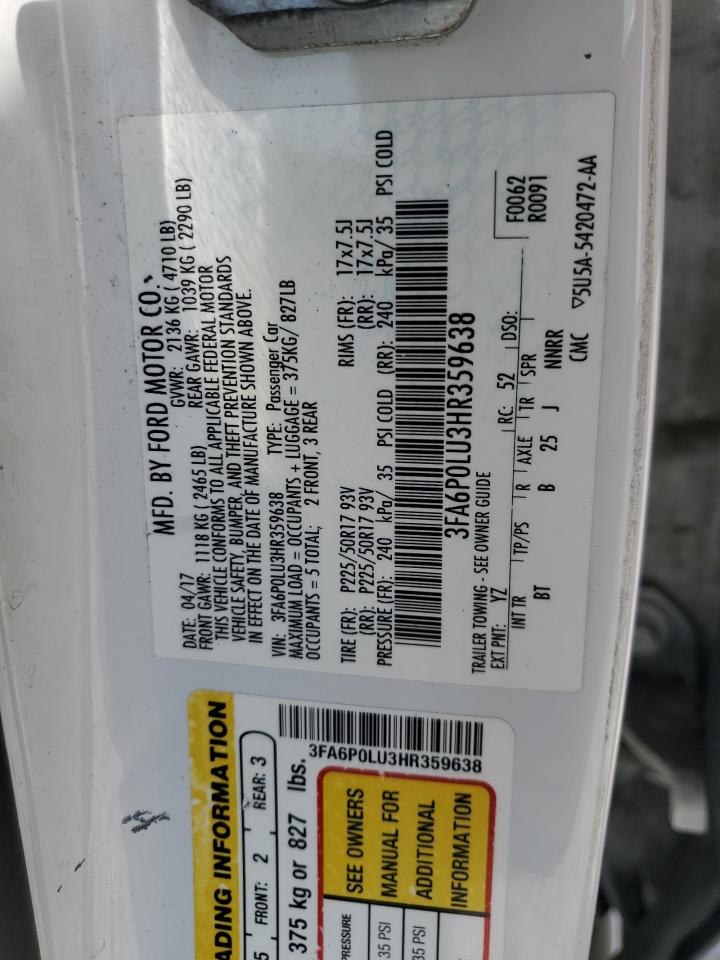 MFD. BY FORD MOTOR CO.
DATE: 04/17 GVWR: 2136 KG ( 4710 LB)
FRONT GAWR: 1118 KG ( 2465 LB) REAR GAWR: 1039 KG ( 2290 LB)
THIS VEHICLE CONFORMS TO ALL APPLICABLE FEDERAL MOTOR
VEHICLE SAFETY, BUMPER, AND THEFT PREVENTION STANDARDS
IN EFFECT ON THE DATE OF MANUFACTURE SHOWN ABOVE.
VIN: 3FA6P0LU3HR359638 TYPE: Passenger Car
MAXIMUM LOAD = OCCUPANTS + LUGGAGE = 375KG/ 827LB
OCCUPANTS = 5 TOTAL; 2 FRONT, 3 REAR
TIRE (FR): P225/50R17 93V RIMS (FR): 17x7.5J
(RR): P225/50R17 93V (RR): 17x7.5J
PRESSURE (FR): 240 kPa/ 35 PSI COLD (RR): 240 kPa/ 35 PSI COLD
3FA6P0LU3HR359638
TRAILER TOWING - SEE OWNER GUIDE
F0062
R0091
EXT PNT: YZ RC: 52 DSO:
INT TR TP/PS R AXLE TR SPR
BT B 25 J NNRR
CMC ▽5U5A-5420472-AA
ADING INFORMATION
5 FRONT: 2 REAR: 3
375 kg or 827 lbs.
3FA6P0LU3HR359638
PRESSURE
35 PSI
35 PSI
SEE OWNERS
MANUAL FOR
ADDITIONAL
INFORMATION